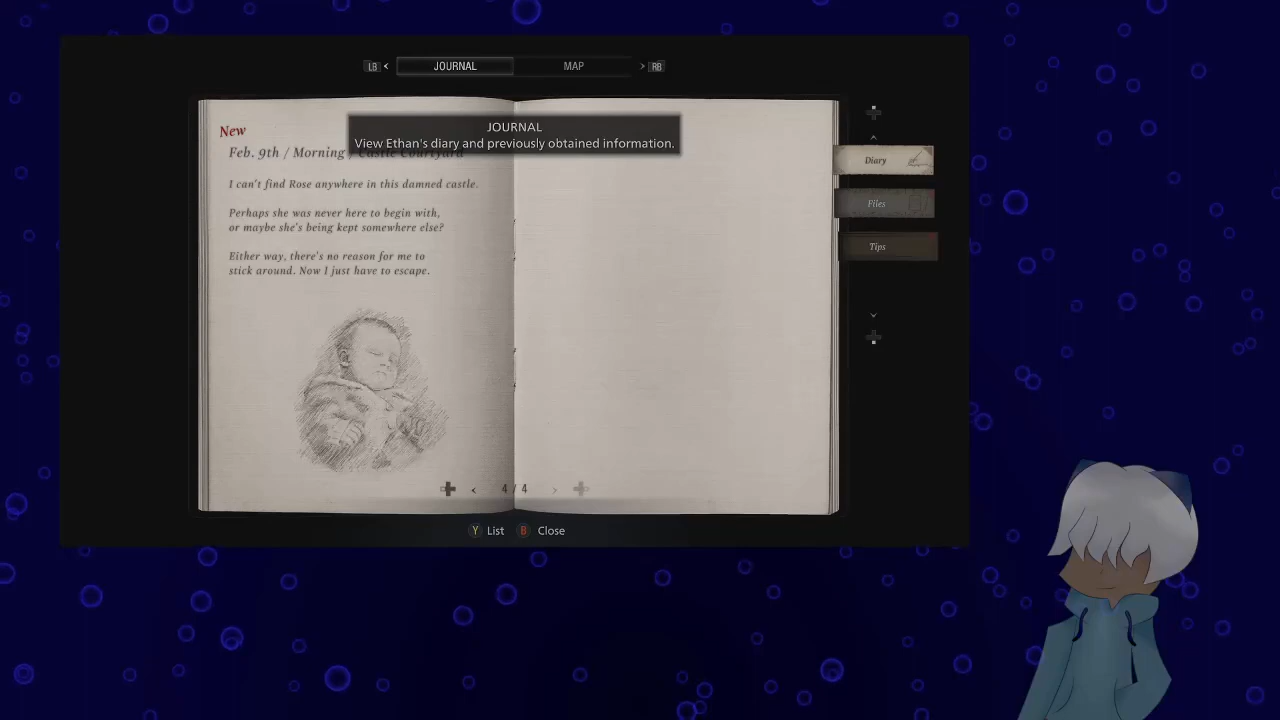 LB
JOURNAL
MAP
RB
JOURNAL
View Ethan's diary and previously obtained information.
New
Feb. 9th / Morning / Castle Courtyard
I can't find Rose anywhere in this damned castle.
Perhaps she was never here to begin with,
or maybe she's being kept somewhere else?
Either way, there's no reason for me to
stick around. Now I just have to escape.
Diary
Files
Tips
4 / 4
Y List B Close